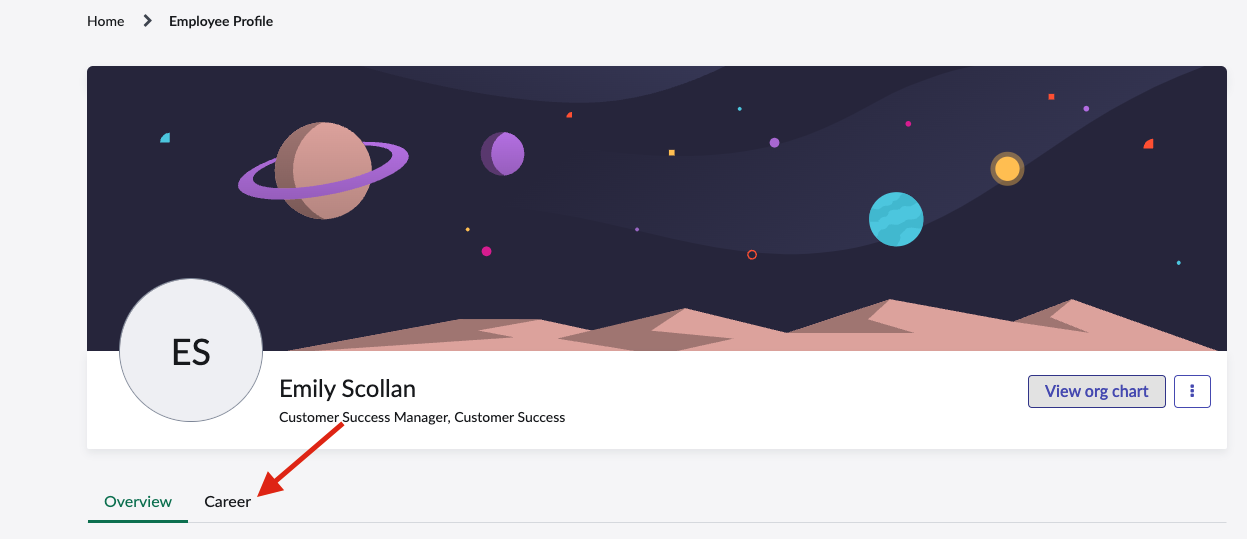 Home Employee Profile
ES
Emily Scollan
Customer Success Manager, Customer Success
View org chart
Overview Career